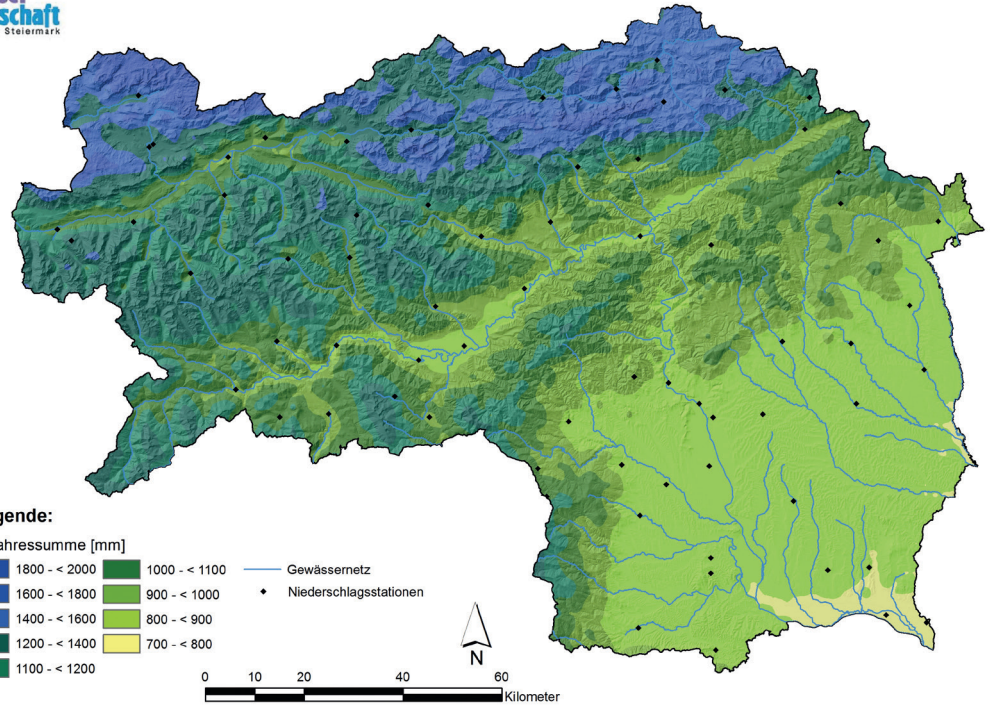 schaft
Steiermark
gende:
ahressumme [mm]
1800 - < 2000
1600 - < 1800
1400 - < 1600
1200 - < 1400
1100 - < 1200
1000 - < 1100
900 - < 1000
800 - < 900
700 - < 800
Gewässernetz
Niederschlagsstationen
N
0 10 20 40 60
Kilometer